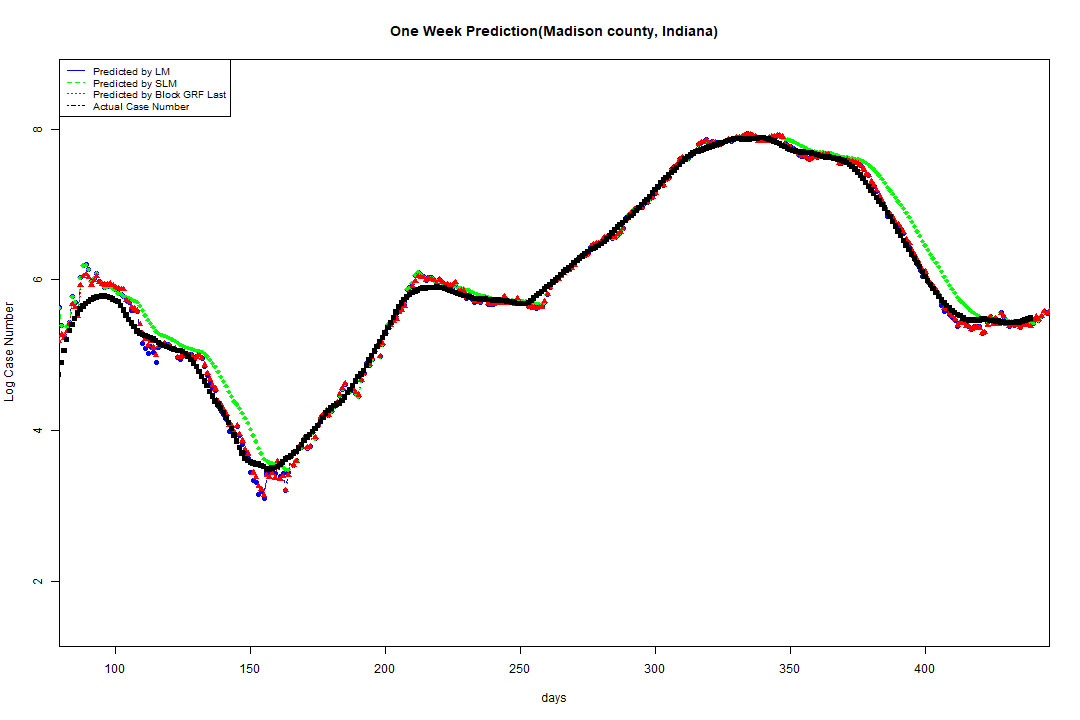 One Week Prediction(Madison county, Indiana)
Predicted by LM
Predicted by SLM
Predicted by Block GRF Last
Actual Case Number
8
6
4
2
Log Case Number
100 150 200 250 300 350 400
days